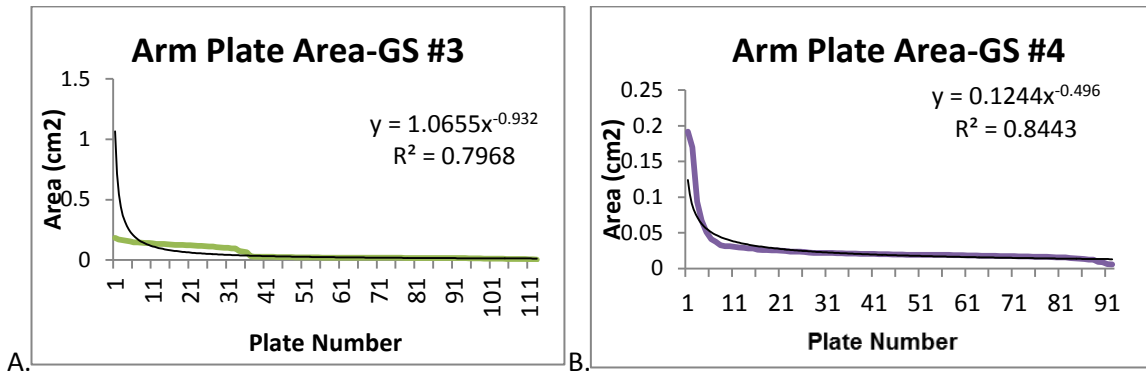 Arm Plate Area-GS #3
1.5
1
0.5
0
Area (cm2)
y = 1.0655x^-0.932
R² = 0.7968
1 11 21 31 41 51 61 71 81 91 101 111
Plate Number
A.
Arm Plate Area-GS #4
0.25
0.2
0.15
0.1
0.05
0
Area (cm2)
y = 0.1244x^-0.496
R² = 0.8443
1 11 21 31 41 51 61 71 81 91
Plate Number
B.